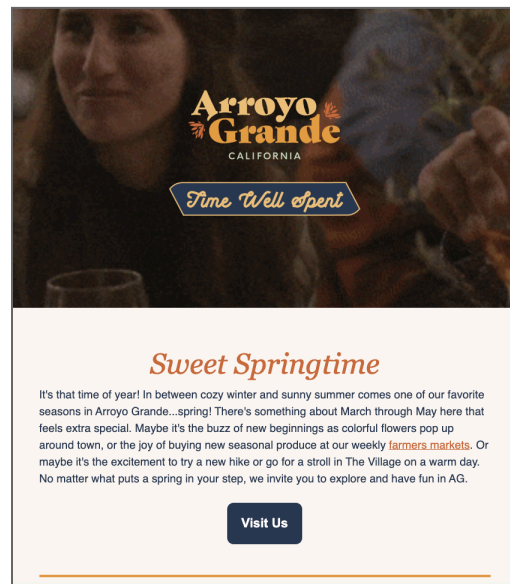 Arroyo
Grande
CALIFORNIA
Time Well Spent
Sweet Springtime
It's that time of year! In between cozy winter and sunny summer comes one of our favorite
seasons in Arroyo Grande...spring! There's something about March through May here that
feels extra special. Maybe it's the buzz of new beginnings as colorful flowers pop up
around town, or the joy of buying new seasonal produce at our weekly farmers markets. Or
maybe it's the excitement to try a new hike or go for a stroll in The Village on a warm day.
No matter what puts a spring in your step, we invite you to explore and have fun in AG.
Visit Us